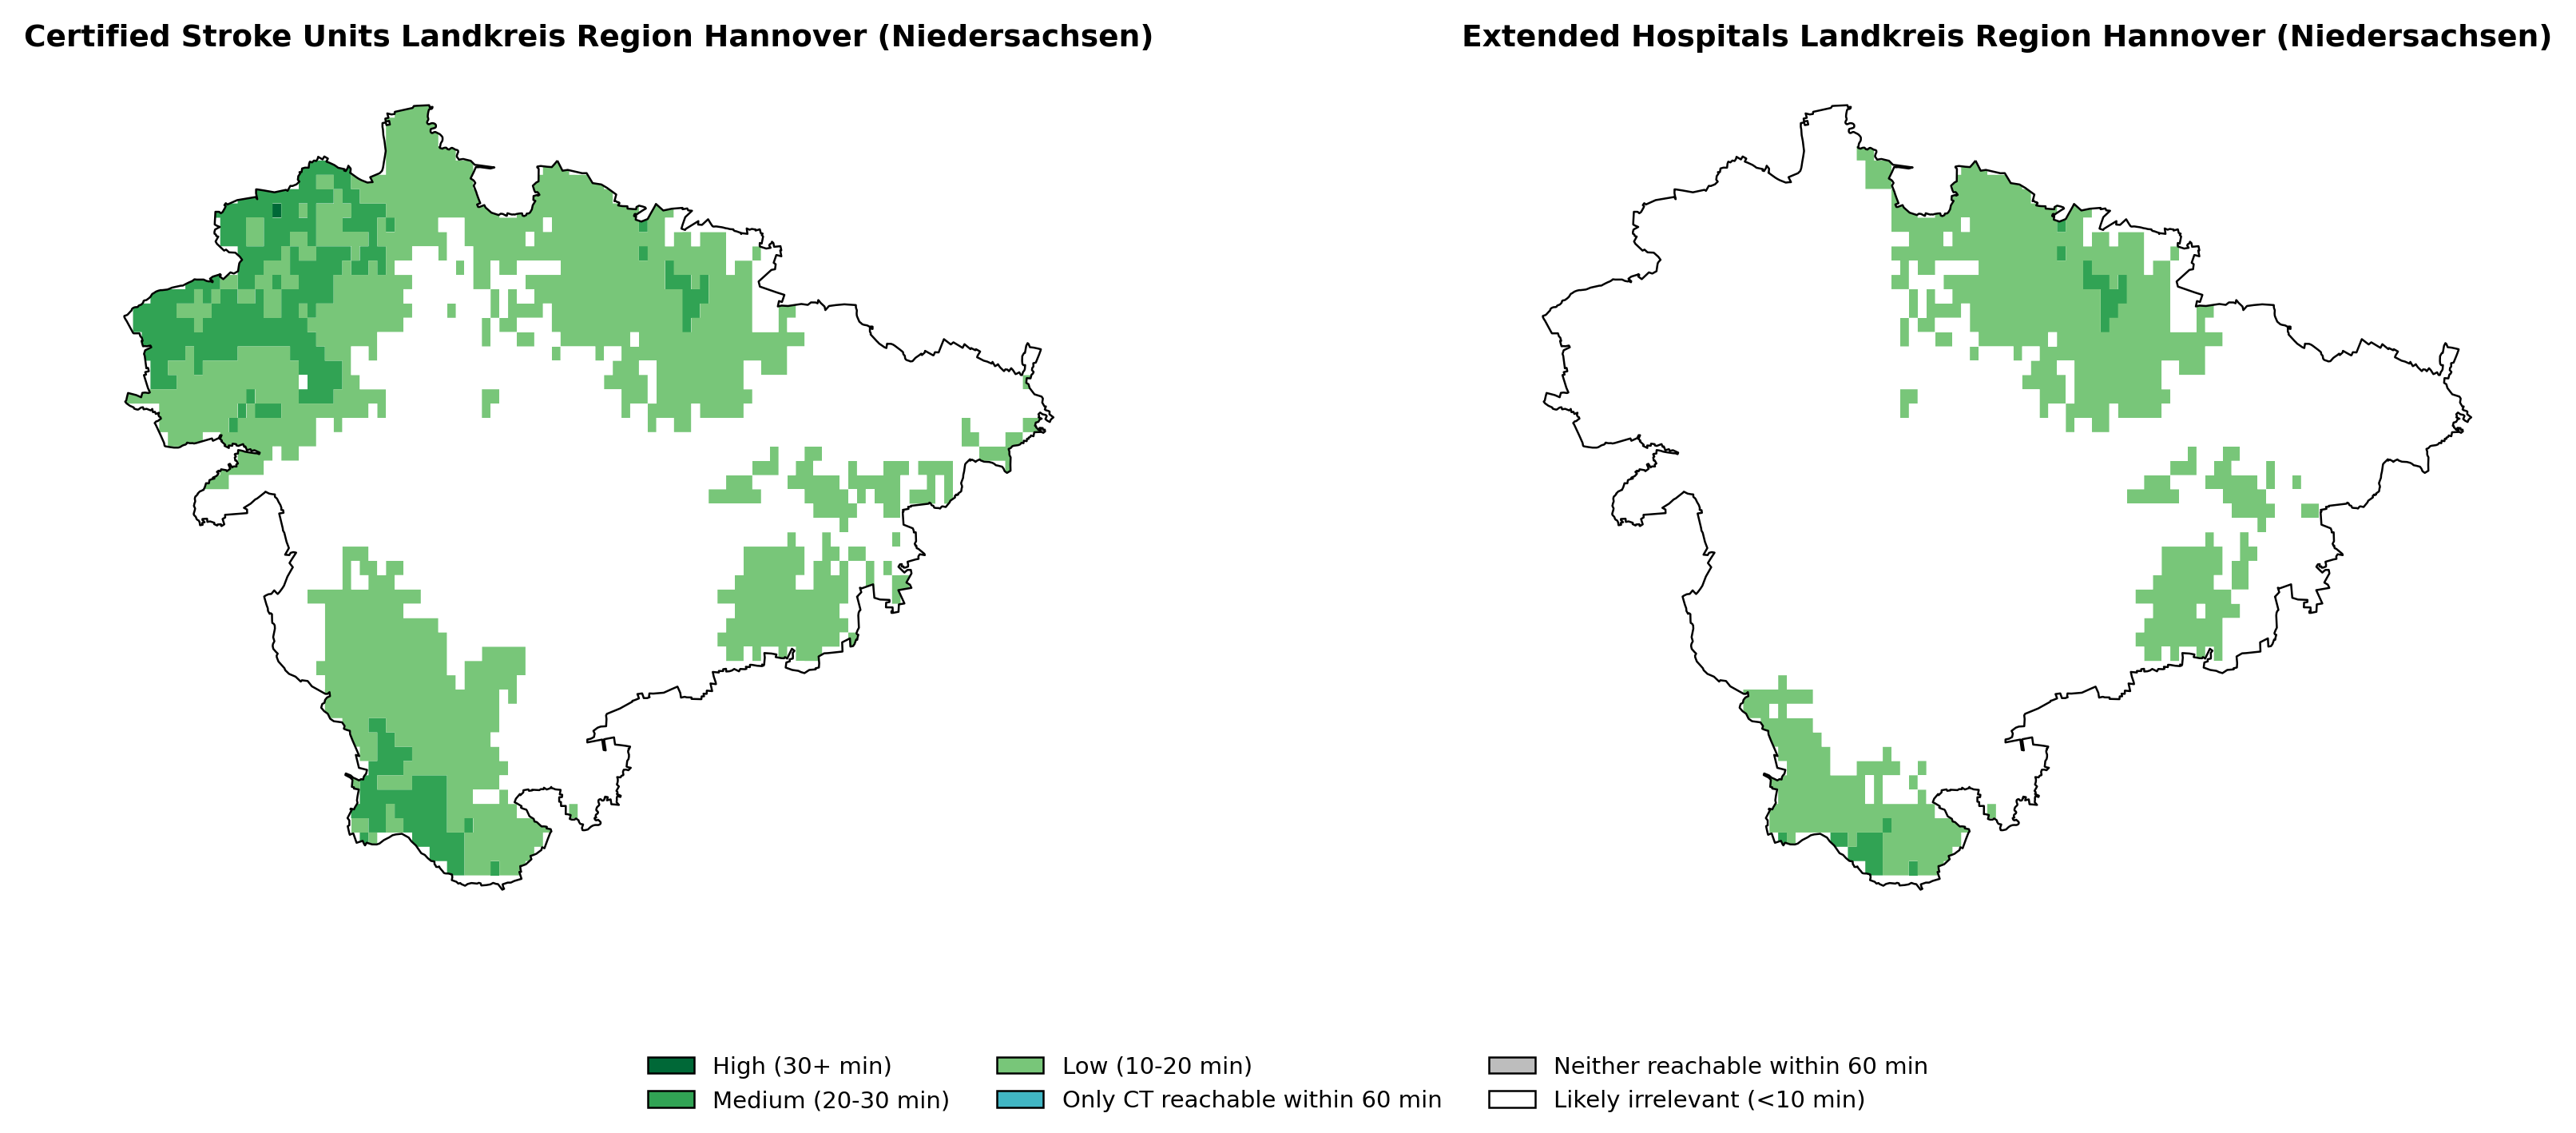 Certified Stroke Units Landkreis Region Hannover (Niedersachsen)
Extended Hospitals Landkreis Region Hannover (Niedersachsen)
High (30+ min)
Medium (20-30 min)
Low (10-20 min)
Only CT reachable within 60 min
Neither reachable within 60 min
Likely irrelevant (<10 min)